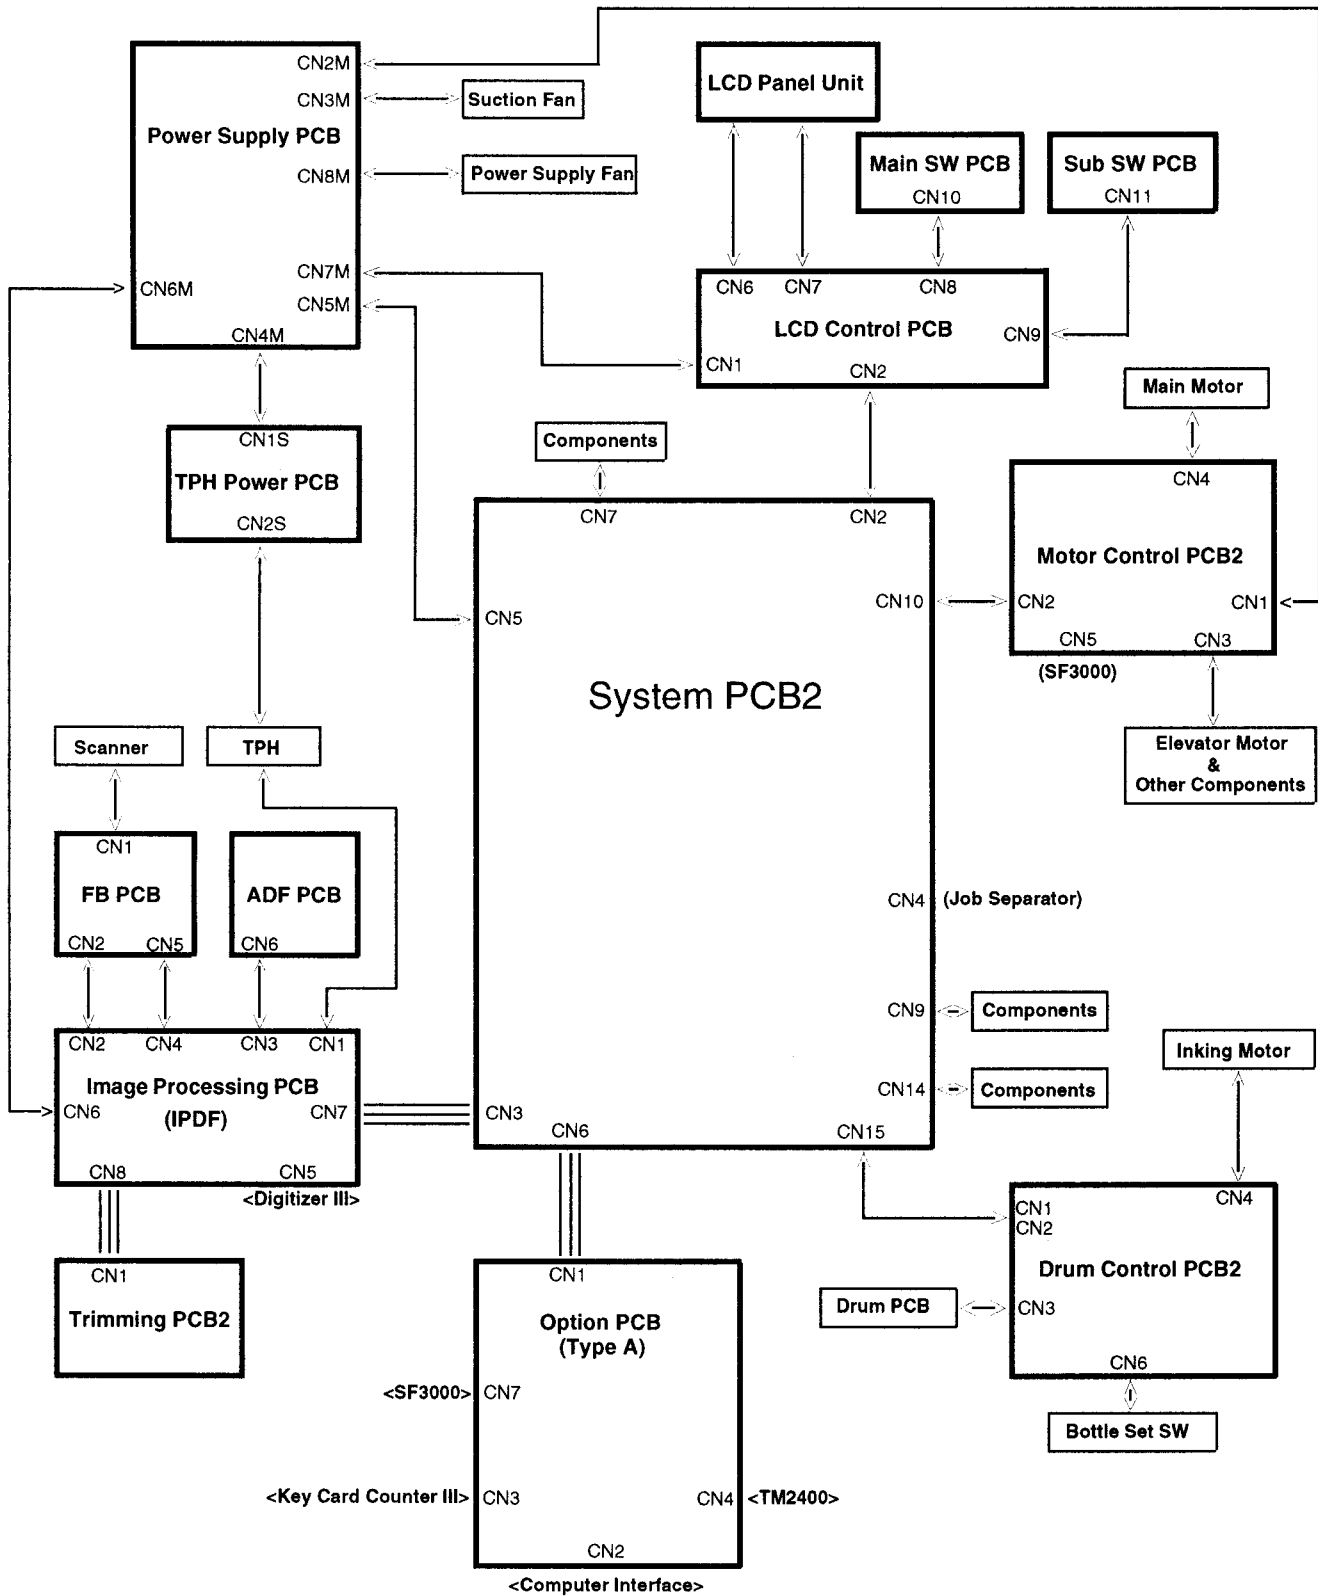 CN2M
CN3M
Suction Fan
Power Supply PCB
CN8M
Power Supply Fan
CN7M
CN6M
CN5M
CN4M
LCD Panel Unit
Main SW PCB
CN10
Sub SW PCB
CN11
CN6
CN7
CN8
LCD Control PCB
CN9
CN1
CN2
Main Motor
CN4
Motor Control PCB2
CN2
CN1
CN5
CN3
(SF3000)
Elevator Motor
&
Other Components
CN1S
TPH Power PCB
CN2S
Components
CN7
CN2
CN10
CN5
System PCB2
CN4
(Job Separator)
CN9
Components
CN14
Components
CN3
CN6
CN15
Scanner
TPH
CN1
FB PCB
CN2
CN5
ADF PCB
CN6
CN2
CN4
CN3
CN1
Image Processing PCB
CN6
(IPDF)
CN7
CN8
CN5
<Digitizer III>
CN1
Trimming PCB2
CN1
Option PCB
(Type A)
<SF3000>
CN7
<Key Card Counter III>
CN3
CN4
<TM2400>
CN2
<Computer Interface>
Inking Motor
CN4
CN1
CN2
Drum Control PCB2
Drum PCB
CN3
CN6
Bottle Set SW